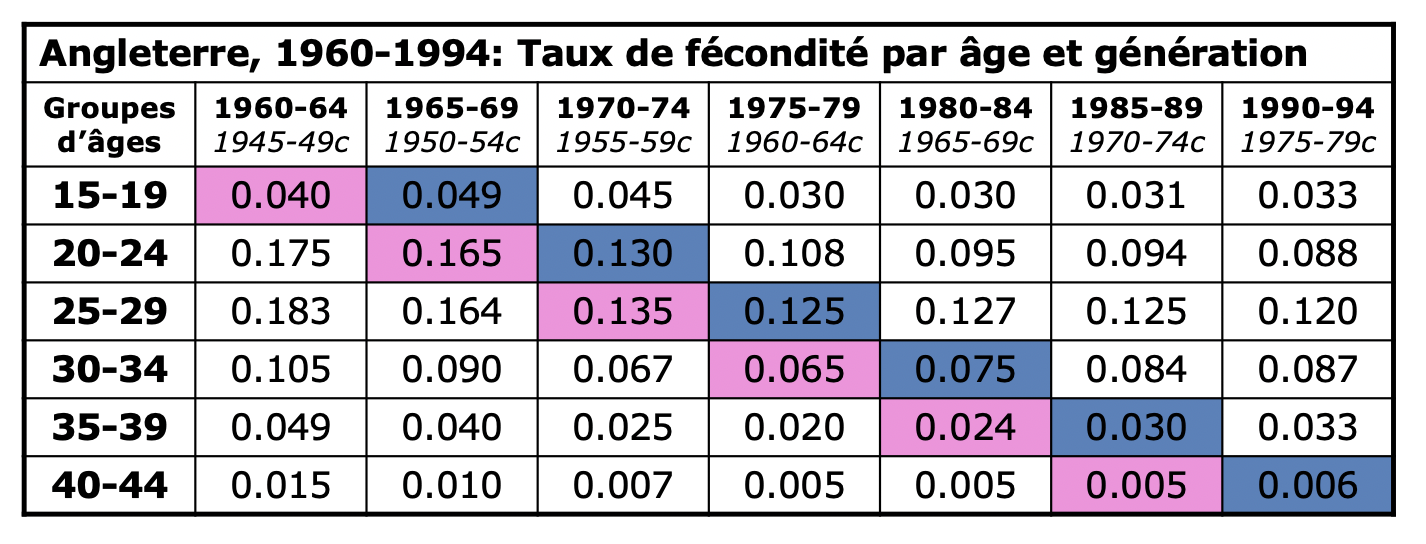 Angleterre, 1960-1994: Taux de fécondité par âge et génération
Groupes d’âges 1960-64 1965-69 1970-74 1975-79 1980-84 1985-89 1990-94
1945-49c 1950-54c 1955-59c 1960-64c 1965-69c 1970-74c 1975-79c
15-19 0.040 0.049 0.045 0.030 0.030 0.031 0.033
20-24 0.175 0.165 0.130 0.108 0.095 0.094 0.088
25-29 0.183 0.164 0.135 0.125 0.127 0.125 0.120
30-34 0.105 0.090 0.067 0.065 0.075 0.084 0.087
35-39 0.049 0.040 0.025 0.020 0.024 0.030 0.033
40-44 0.015 0.010 0.007 0.005 0.005 0.005 0.006